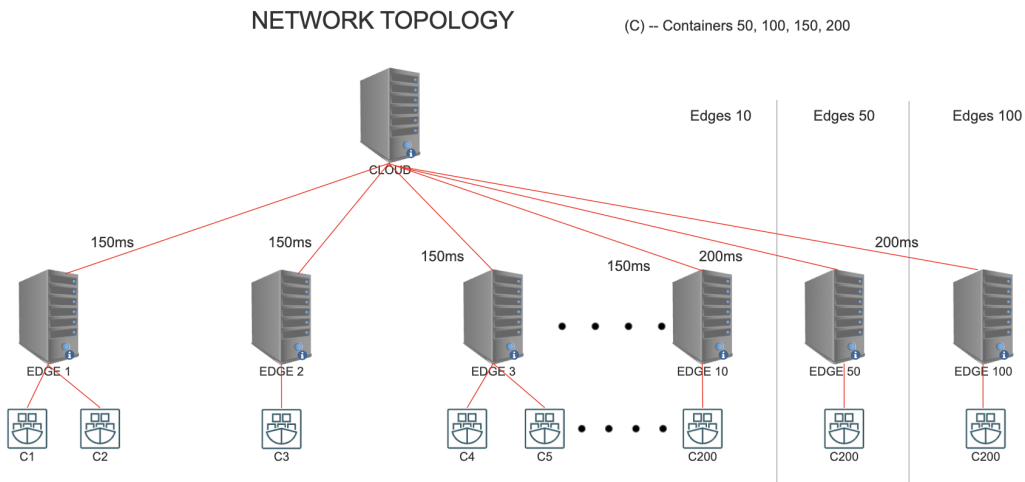 NETWORK TOPOLOGY
(C) -- Containers 50, 100, 150, 200
Edges 10
Edges 50
Edges 100
CLOUD
150ms
150ms
150ms
150ms
200ms
200ms
EDGE 1
EDGE 2
EDGE 3
EDGE 10
EDGE 50
EDGE 100
C1
C2
C3
C4
C5
C200
C200
C200